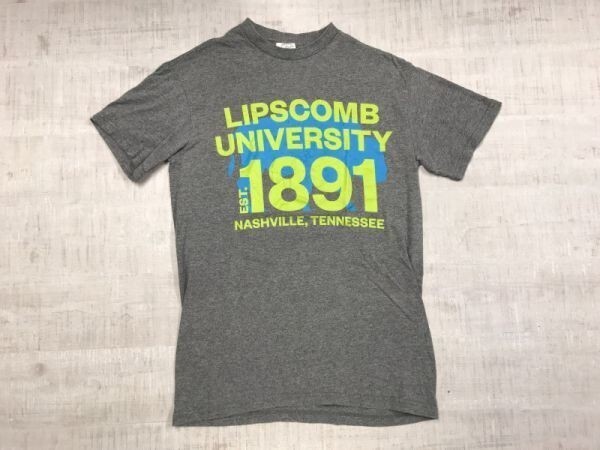 LIPSCOMB
UNIVERSITY
EST. 1891
NASHVILLE, TENNESSEE